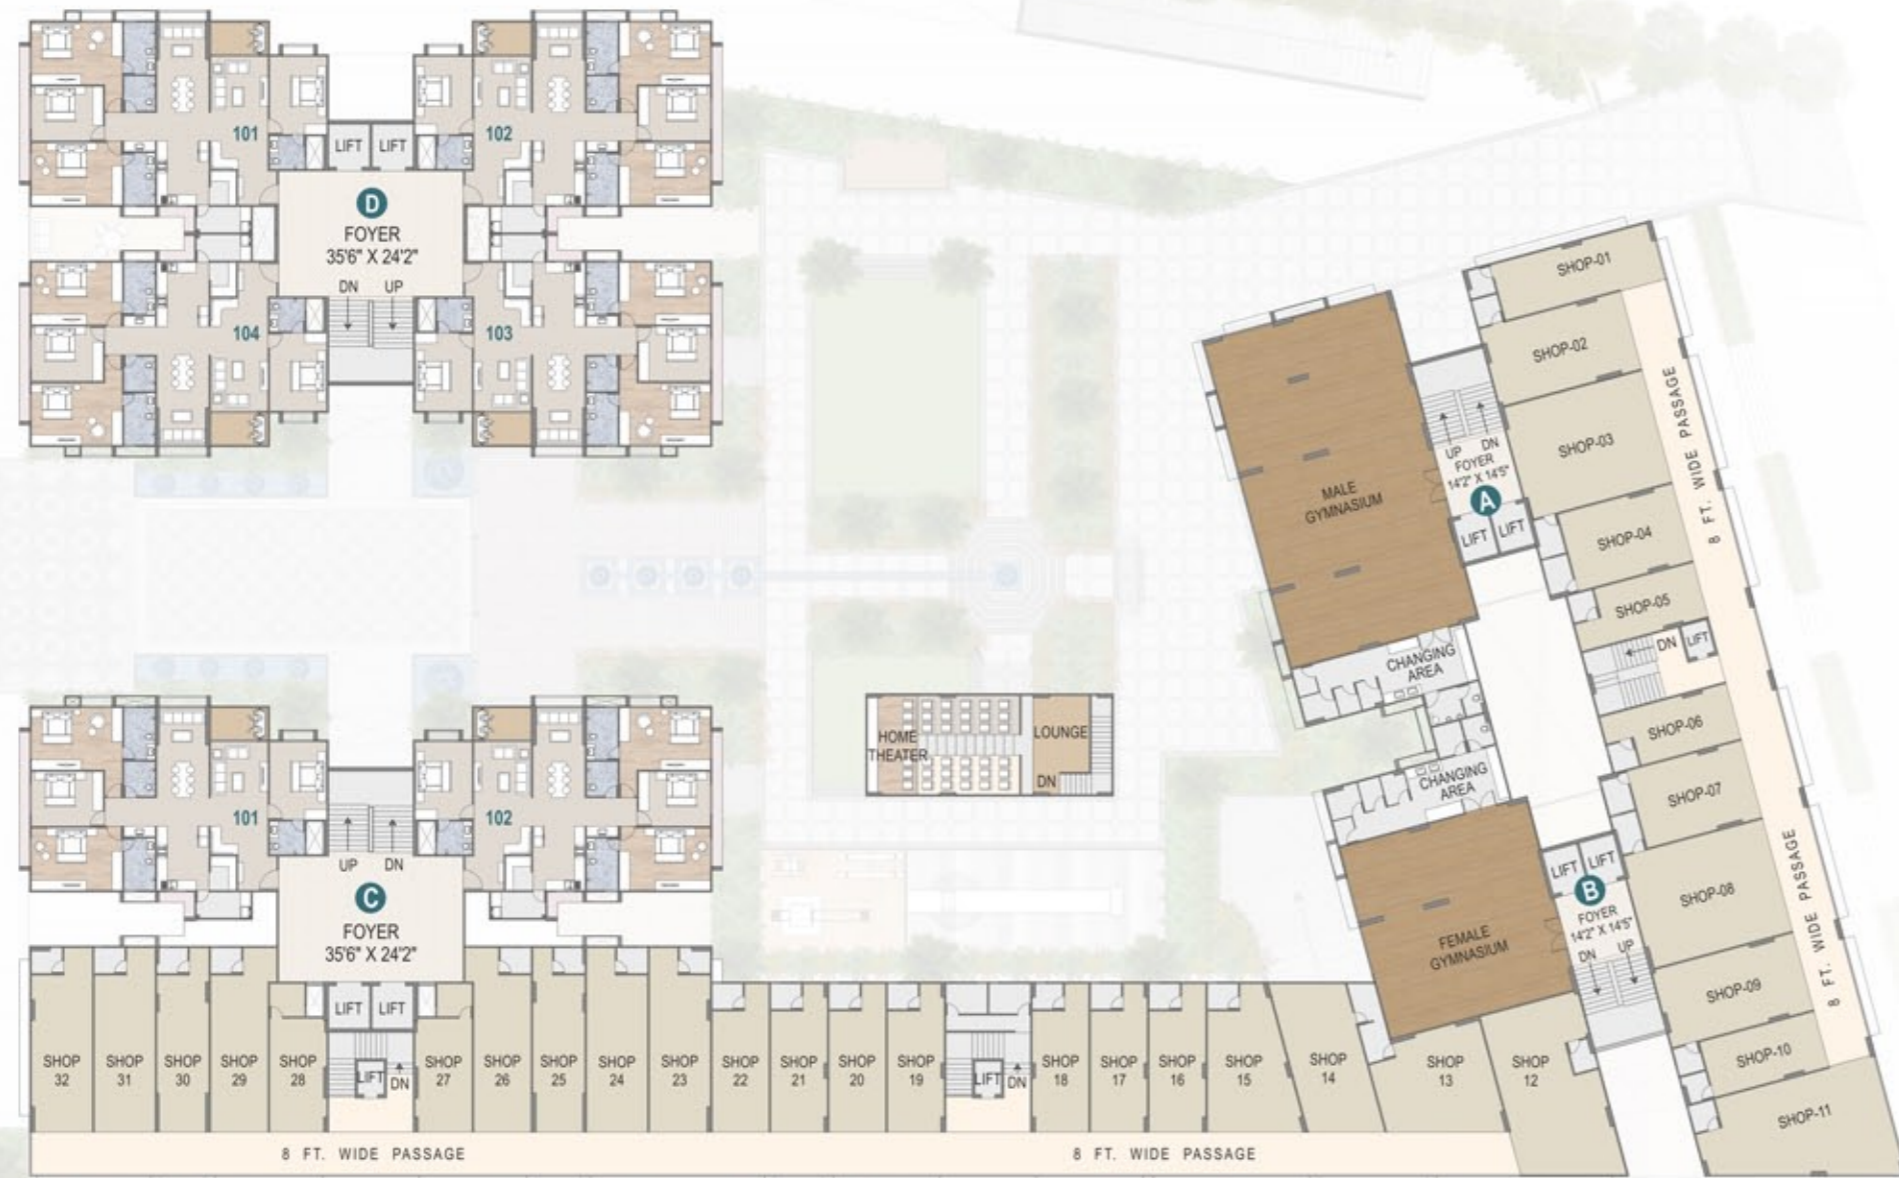 101
102
LIFT
LIFT
D
FOYER
35'6" X 24'2"
DN
UP
104
103
101
102
UP
DN
C
FOYER
35'6" X 24'2"
LIFT
LIFT
SHOP
32
SHOP
31
SHOP
30
SHOP
29
SHOP
28
LIFT
DN
SHOP
27
SHOP
26
SHOP
25
SHOP
24
SHOP
23
SHOP
22
SHOP
21
SHOP
20
SHOP
19
LIFT
DN
SHOP
18
SHOP
17
SHOP
16
SHOP
15
SHOP
14
SHOP
13
SHOP
12
8 FT. WIDE PASSAGE
8 FT. WIDE PASSAGE
HOME
THEATER
LOUNGE
DN
MALE
GYMNASIUM
UP
DN
FOYER
14'2" X 14'5"
A
LIFT
LIFT
CHANGING
AREA
CHANGING
AREA
FEMALE
GYMNASIUM
LIFT
LIFT
B
FOYER
14'2" X 14'5"
DN
UP
SHOP-01
SHOP-02
SHOP-03
SHOP-04
SHOP-05
DN
LIFT
SHOP-06
SHOP-07
SHOP-08
SHOP-09
SHOP-10
SHOP-11
8 FT. WIDE PASSAGE
8 FT. WIDE PASSAGE